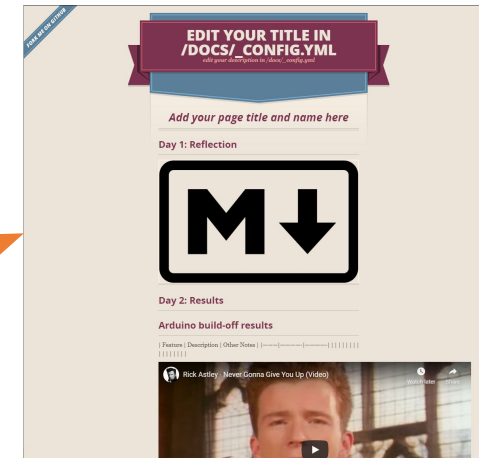 FORK ME ON GITHUB
EDIT YOUR TITLE IN
/DOCS/_CONFIG.YML
edit your description in /docs/_config.yml
Add your page title and name here
Day 1: Reflection
M
Day 2: Results
Arduino build-off results
| Feature | Description | Other Notes | |-------|-----------|-----------| | | | | | | |
| | | | | | | |
Rick Astley - Never Gonna Give You Up (Video)
Watch later
Share